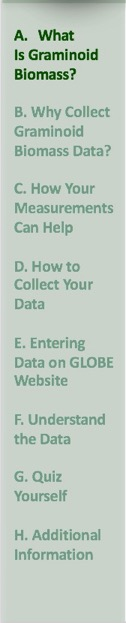 A. What
Is Graminoid
Biomass?
B. Why Collect
Graminoid
Biomass Data?
C. How Your
Measurements
Can Help
D. How to
Collect Your
Data
E. Entering
Data on GLOBE
Website
F. Understand
the Data
G. Quiz
Yourself
H. Additional
Information